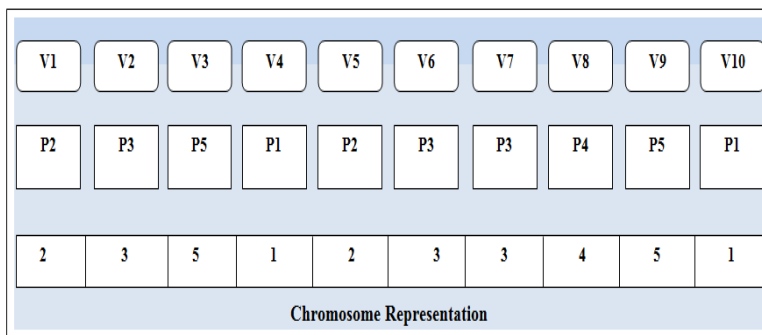 V1 V2 V3 V4 V5 V6 V7 V8 V9 V10
P2 P3 P5 P1 P2 P3 P3 P4 P5 P1
2 3 5 1 2 3 3 4 5 1
Chromosome Representation